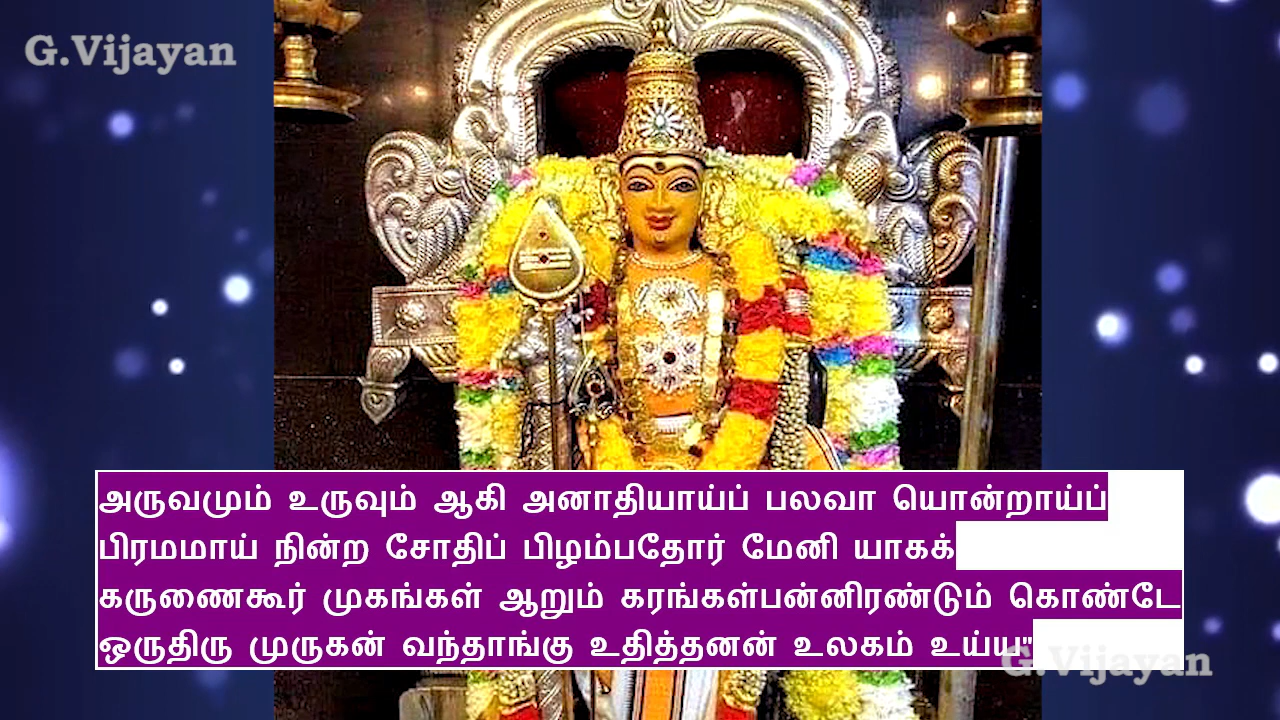 G.Vijayan
அருவமும் உருவும் ஆகி அனாதியாய்ப் பலவா யொன்றாய்ப்
பிரமமாய் நின்ற சோதிப் பிழம்பதோர் மேனி யாகக்
கருணைகூர் முகங்கள் ஆறும் கரங்கள்பன்னிரண்டும் கொண்டே
ஒருதிரு முருகன் வந்தாங்கு உதித்தனன் உலகம் உய்ய"
G.Vijayan